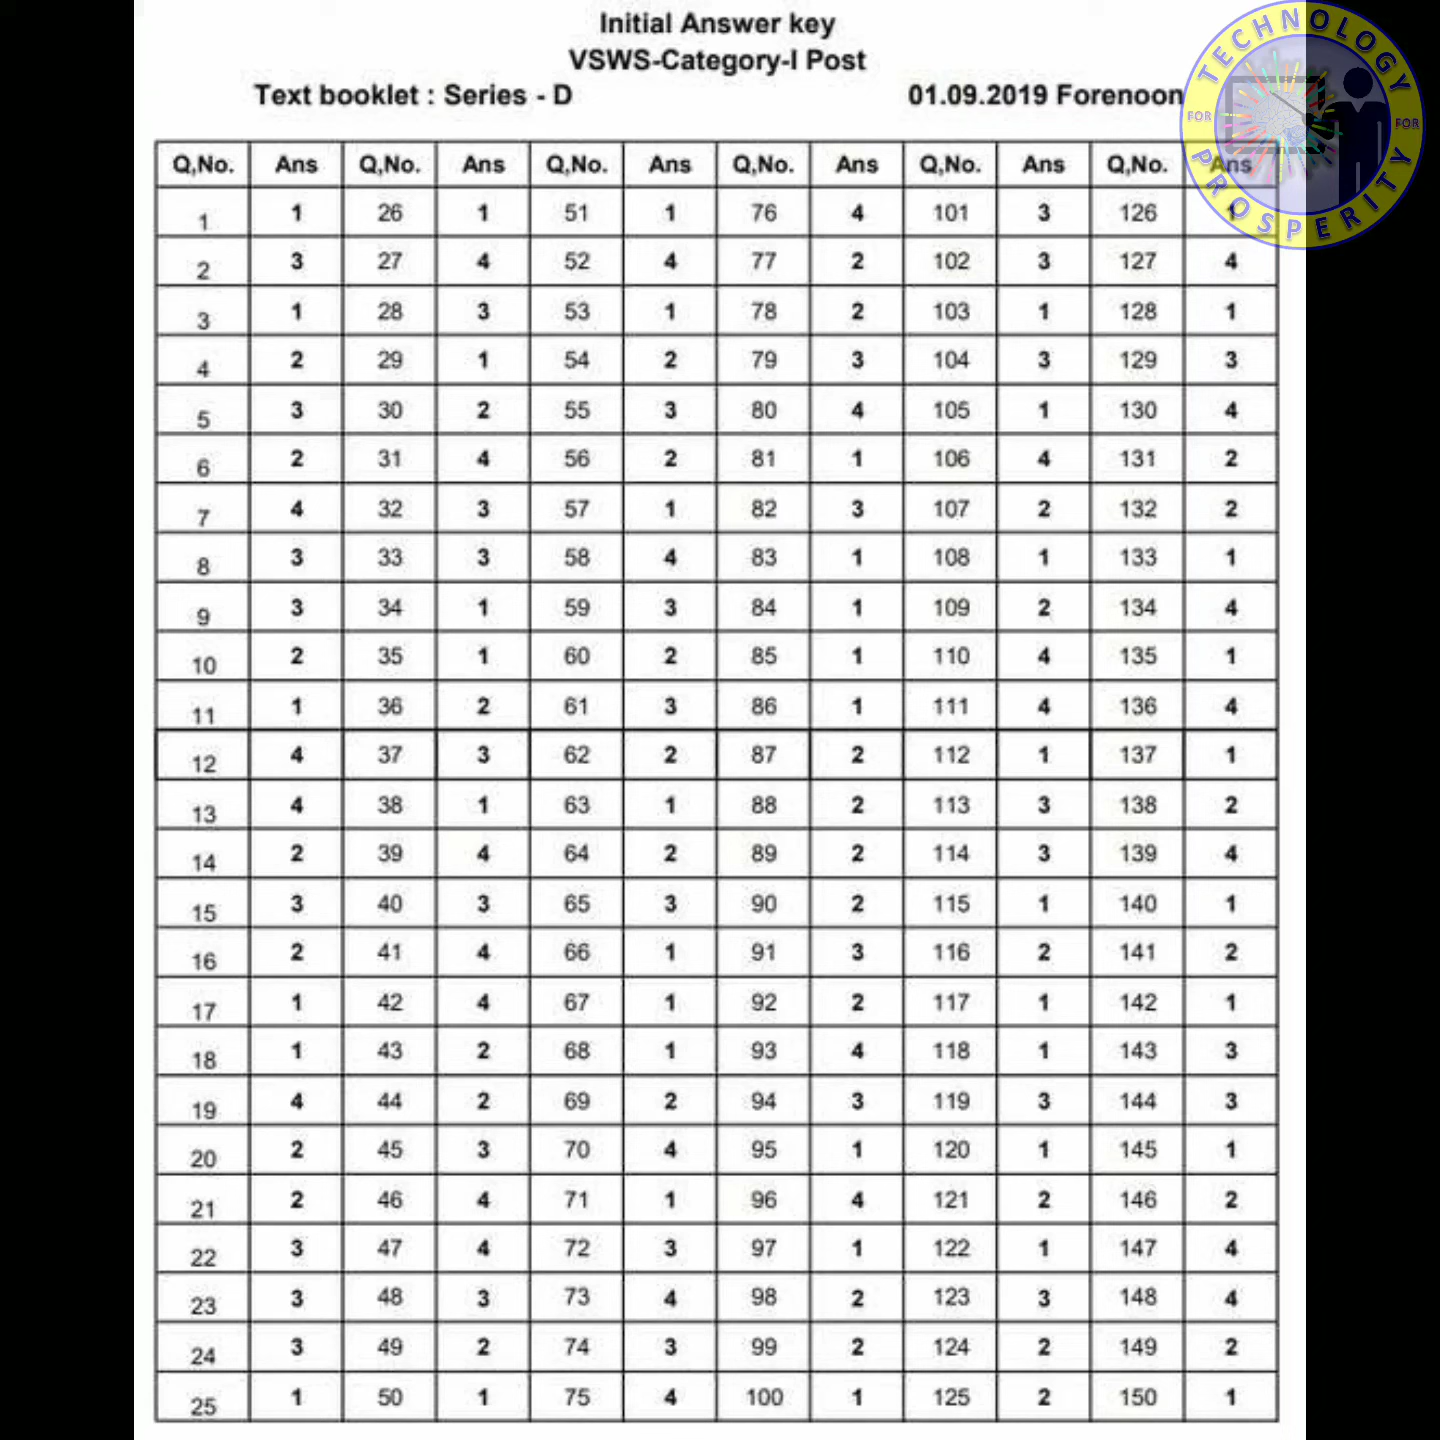 Initial Answer key
VSWS-Category-I Post
Text booklet : Series - D 01.09.2019 Forenoon
TECHNOLOGY
FOR FOR
PROSPERITY
Q,No. Ans Q,No. Ans Q,No. Ans Q,No. Ans Q,No. Ans Q,No. Ans
1 1 26 1 51 1 76 4 101 3 126
2 3 27 4 52 4 77 2 102 3 127 4
3 1 28 3 53 1 78 2 103 1 128 1
4 2 29 1 54 2 79 3 104 3 129 3
5 3 30 2 55 3 80 4 105 1 130 4
6 2 31 4 56 2 81 1 106 4 131 2
7 4 32 3 57 1 82 3 107 2 132 2
8 3 33 3 58 4 83 1 108 1 133 1
9 3 34 1 59 3 84 1 109 2 134 4
10 2 35 1 60 2 85 1 110 4 135 1
11 1 36 2 61 3 86 1 111 4 136 4
12 4 37 3 62 2 87 2 112 1 137 1
13 4 38 1 63 1 88 2 113 3 138 2
14 2 39 4 64 2 89 2 114 3 139 4
15 3 40 3 65 3 90 2 115 1 140 1
16 2 41 4 66 1 91 3 116 2 141 2
17 1 42 4 67 1 92 2 117 1 142 1
18 1 43 2 68 1 93 4 118 1 143 3
19 4 44 2 69 2 94 3 119 3 144 3
20 2 45 3 70 4 95 1 120 1 145 1
21 2 46 4 71 1 96 4 121 2 146 2
22 3 47 4 72 3 97 1 122 1 147 4
23 3 48 3 73 4 98 2 123 3 148 4
24 3 49 2 74 3 99 2 124 2 149 2
25 1 50 1 75 4 100 1 125 2 150 1